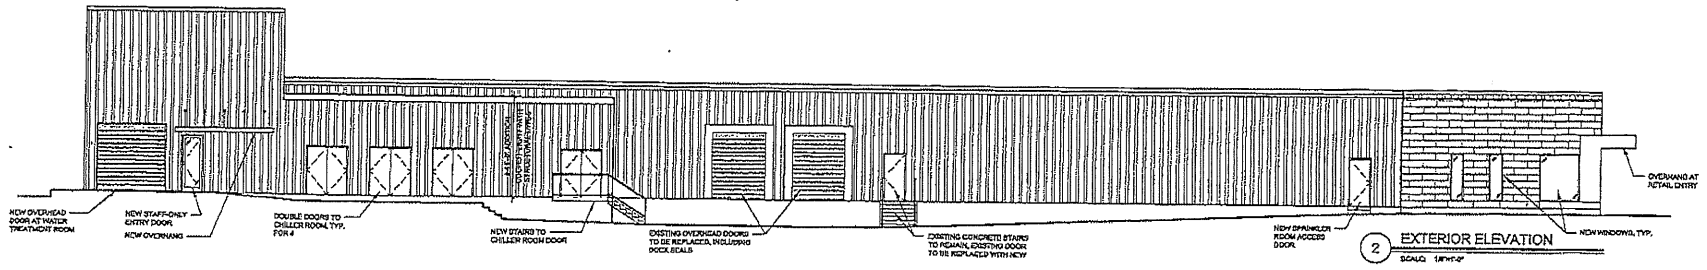 NEW OVERHEAD
DOOR AT WATER
TREATMENT ROOM
NEW STAFF-ONLY
ENTRY DOOR
NEW OVERHANG
DOUBLE DOORS TO
CHILLER ROOM, TYP.
FOR 4
NEW STAIRS TO
CHILLER ROOM DOOR
EXISTING OVERHEAD DOORS
TO BE REPLACED, INCLUDING
DOCK SEALS
EXISTING CONCRETE STAIRS
TO REMAIN, EXISTING DOOR
TO BE REPLACED WITH NEW
NEW SPRINKLER
ROOM ACCESS
DOOR
NEW WINDOWS, TYP.
OVERHANG AT
RETAIL ENTRY
2
EXTERIOR ELEVATION
SCALE: